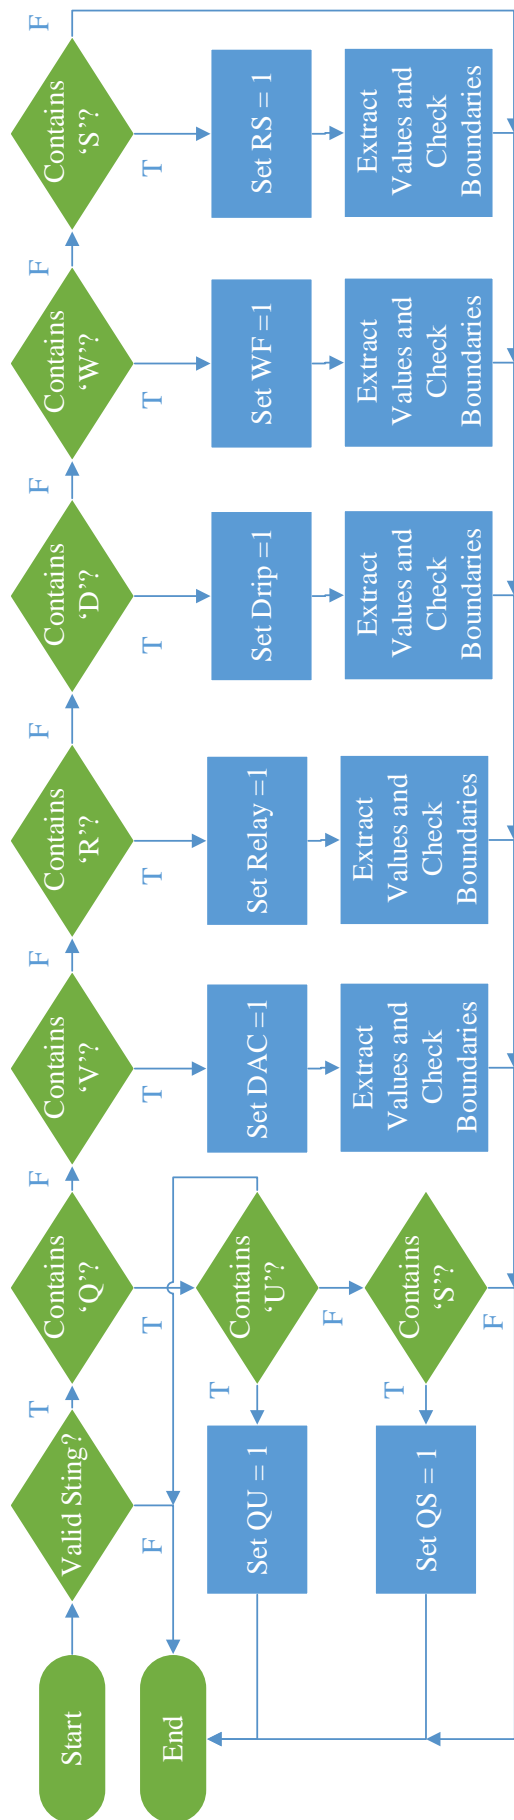 Start
Valid Sting?
T
F
End
Contains
‘Q’?
F
T
Contains
‘U’?
T
F
Set QU = 1
Contains
‘S’?
T
F
Set QS = 1
Contains
‘V’?
F
T
Set DAC =1
Extract
Values and
Check
Boundaries
Contains
‘R’?
F
T
Set Relay =1
Extract
Values and
Check
Boundaries
Contains
‘D’?
F
T
Set Drip =1
Extract
Values and
Check
Boundaries
Contains
‘W’?
F
T
Set WF =1
Extract
Values and
Check
Boundaries
Contains
‘S’?
F
T
Set RS = 1
Extract
Values and
Check
Boundaries